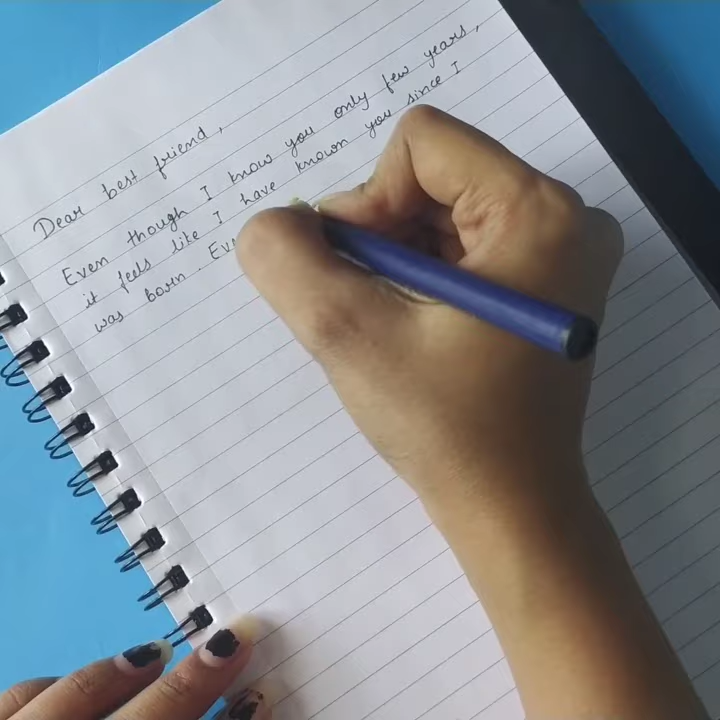 Dear best friend,
Even though I know you only few years,
it feels like I have known you since I
was born.